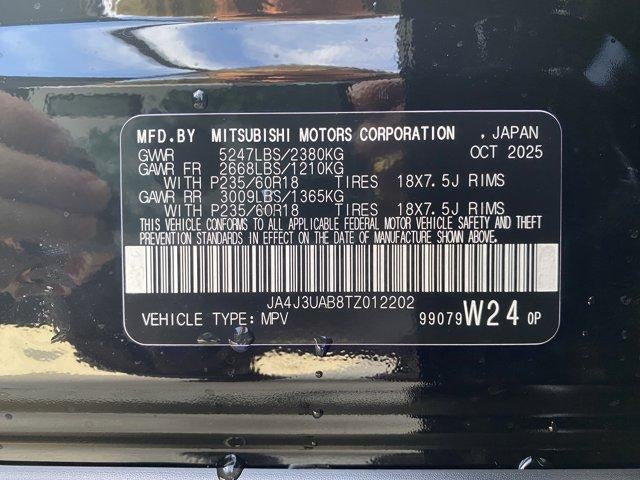 MFD.BY MITSUBISHI MOTORS CORPORATION , JAPAN
GWVR 5247LBS/2380KG OCT 2025
GAWR FR 2668LBS/1210KG
WITH P235/60R18 TIRES 18X7.5J RIMS
GAWR RR 3009LBS/1365KG
WITH P235/60R18 TIRES 18X7.5J RIMS
THIS VEHICLE CONFORMS TO ALL APPLICABLE FEDERAL MOTOR VEHICLE SAFETY AND THEFT
PREVENTION STANDARDS IN EFFECT ON THE DATE OF MANUFACTURE SHOWN ABOVE.
JA4J3UAB8TZ012202
VEHICLE TYPE: MPV 99079 W24 0P